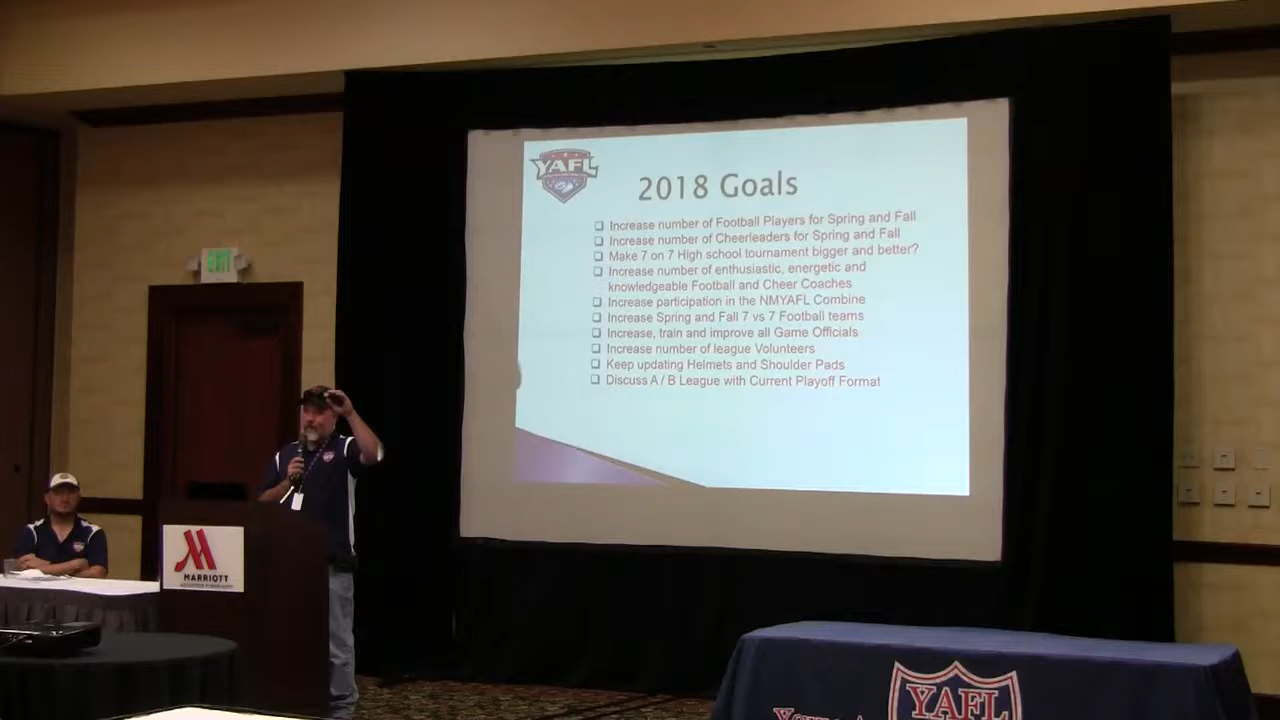 YAFL
2018 Goals
❑ Increase number of Football Players for Spring and Fall
❑ Increase number of Cheerleaders for Spring and Fall
❑ Make 7 on 7 High school tournament bigger and better?
❑ Increase number of enthusiastic, energetic and
knowledgeable Football and Cheer Coaches
❑ Increase participation in the NMYAFL Combine
❑ Increase Spring and Fall 7 vs 7 Football teams
❑ Increase, train and improve all Game Officials
❑ Increase number of league Volunteers
❑ Keep updating Helmets and Shoulder Pads
❑ Discuss A / B League with Current Playoff Format
EXIT
MARRIOTT
YAFL